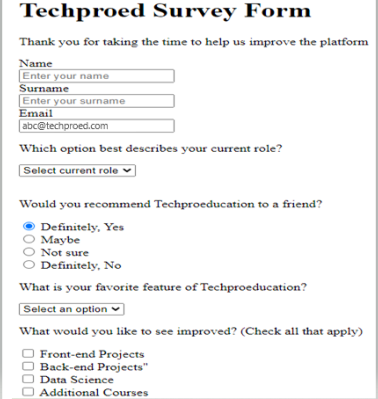 Techproed Survey Form
Thank you for taking the time to help us improve the platform
Name
Enter your name
Surname
Enter your surname
Email
abc@techproed.com
Which option best describes your current role?
Select current role
Would you recommend Techproeducation to a friend?
Definitely, Yes
Maybe
Not sure
Definitely, No
What is your favorite feature of Techproeducation?
Select an option
What would you like to see improved? (Check all that apply)
Front-end Projects
Back-end Projects"
Data Science
Additional Courses